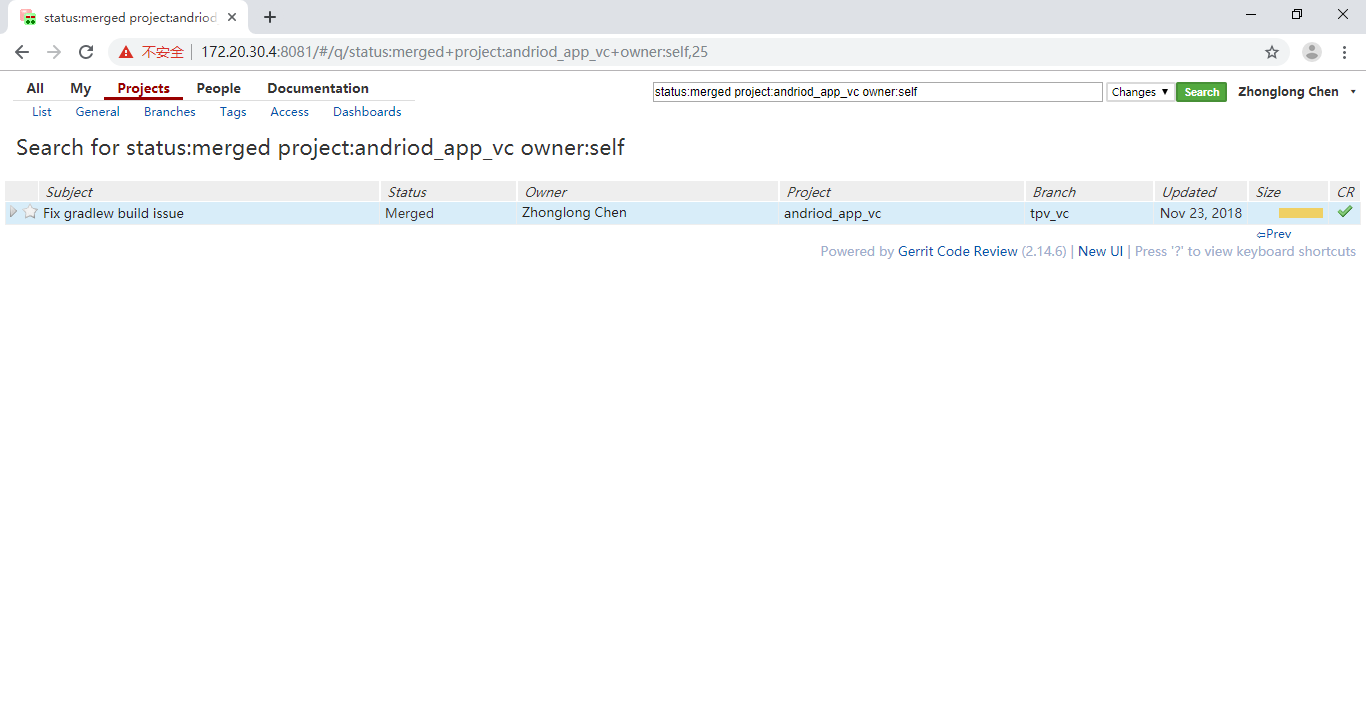 status:merged project:andriod
不安全 172.20.30.4:8081/#/q/status:merged+project:andriod_app_vc+owner:self,25
All My Projects People Documentation
List General Branches Tags Access Dashboards
status:merged project:andriod_app_vc owner:self Changes Search Zhonglong Chen
Search for status:merged project:andriod_app_vc owner:self
Subject Status Owner Project Branch Updated Size CR
Fix gradlew build issue Merged Zhonglong Chen andriod_app_vc tpv_vc Nov 23, 2018
⇦Prev
Powered by Gerrit Code Review (2.14.6) | New UI | Press '?' to view keyboard shortcuts